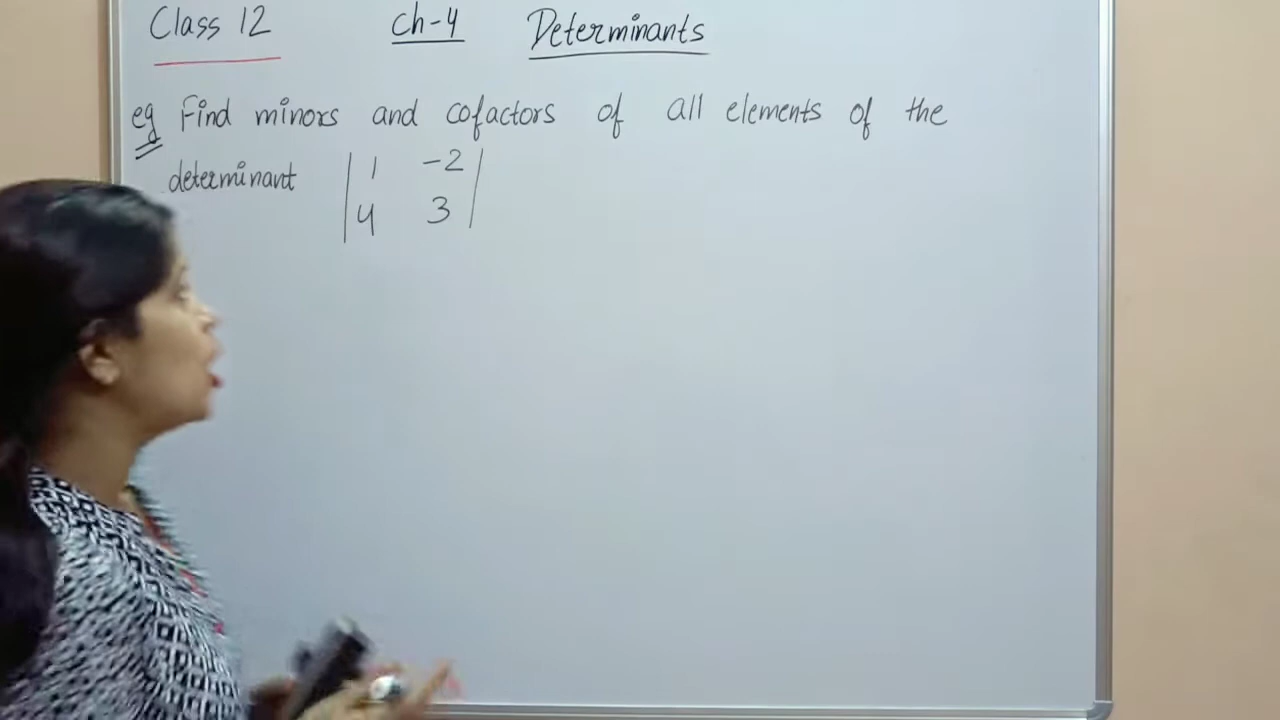 Class 12 ch-4 Determinants
eg Find minors and cofactors of all elements of the
determinant | 1 -2 |
| 4 3 |